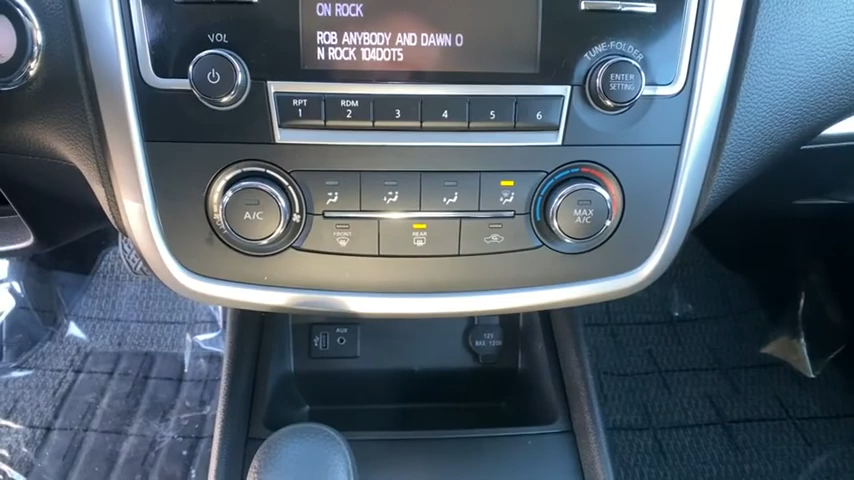 ON ROCK
ROB ANYBODY AND DAWN O
N ROCK 104DOT5
VOL
TUNE·FOLDER
ENTER
SETTING
RPT
1
RDM
2
3
4
5
6
A/C
MAX
A/C
FRONT
REAR
AUX
12V